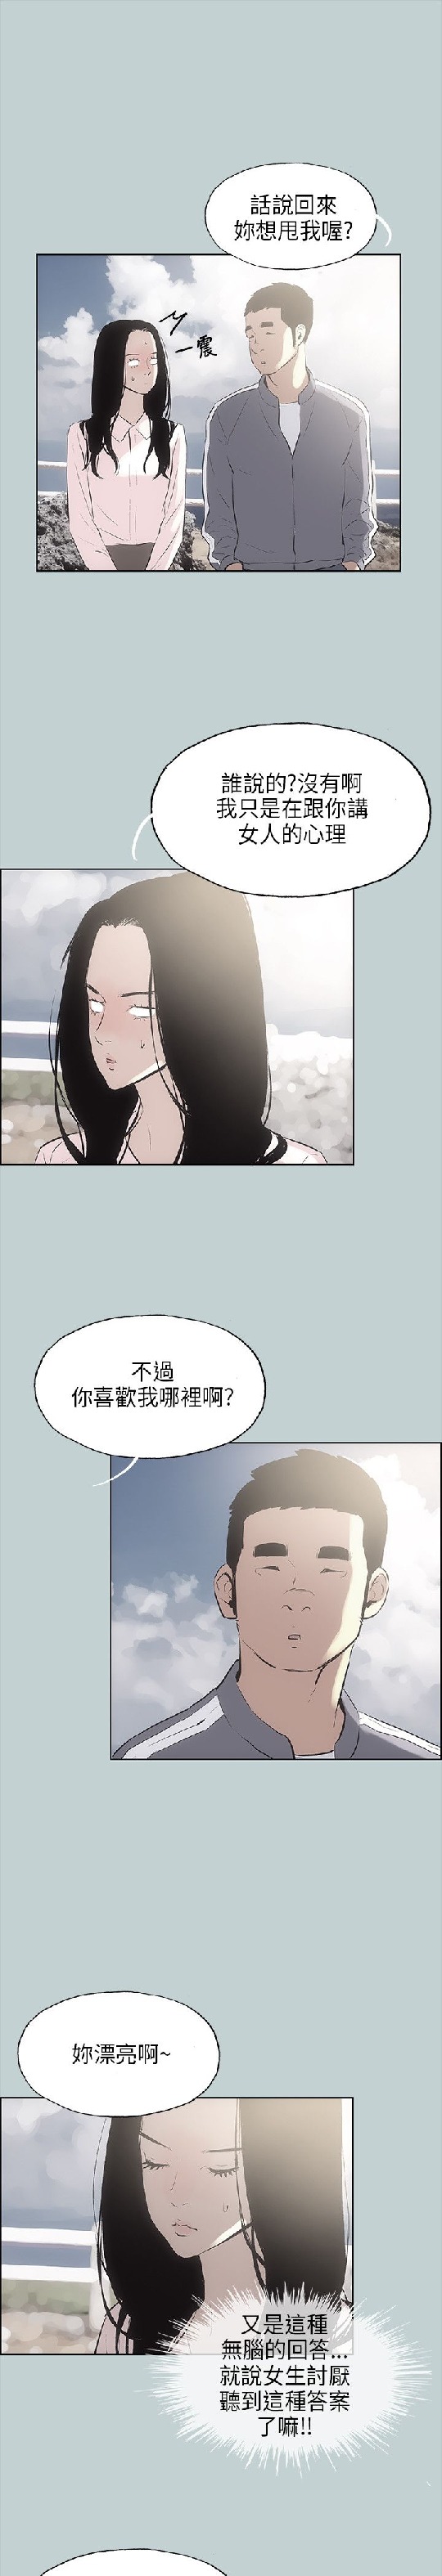 話說回來
妳想甩我喔?
一震
誰說的?沒有啊
我只是在跟你講
女人的心理
不過
你喜歡我哪裡啊?
妳漂亮啊~
又是這種
無腦的回答...
就說女生討厭
聽到這種答案
了嘛!!